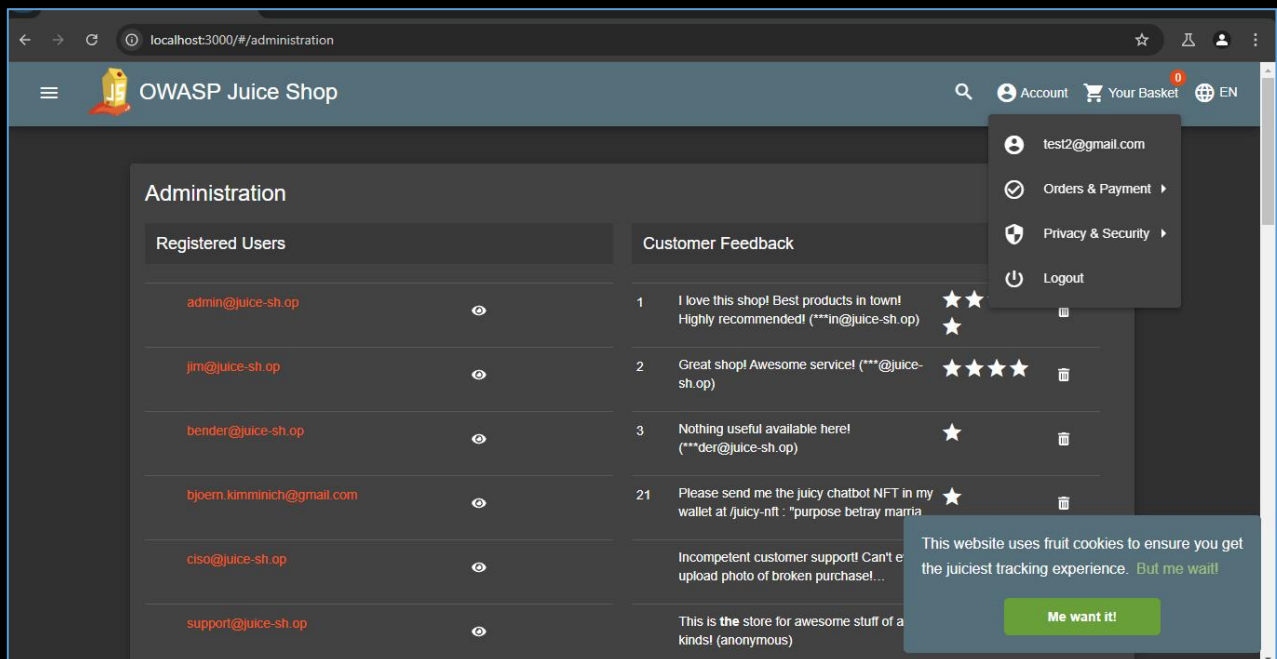 localhost:3000/#/administration
OWASP Juice Shop
Account
Your Basket
0
EN
test2@gmail.com
Orders & Payment
Privacy & Security
Logout
Administration
Registered Users
admin@juice-sh.op
jim@juice-sh.op
bender@juice-sh.op
bjoern.kimminich@gmail.com
ciso@juice-sh.op
support@juice-sh.op
Customer Feedback
1
I love this shop! Best products in town!
Highly recommended! (***in@juice-sh.op)
2
Great shop! Awesome service! (***@juice-
sh.op)
3
Nothing useful available here!
(***der@juice-sh.op)
21
Please send me the juicy chatbot NFT in my
wallet at /juicy-nft : "purpose betray marria
Incompetent customer support! Can't
upload photo of broken purchase!...
This is the store for awesome stuff of
kinds! (anonymous)
This website uses fruit cookies to ensure you get
the juiciest tracking experience. But me wait!
Me want it!